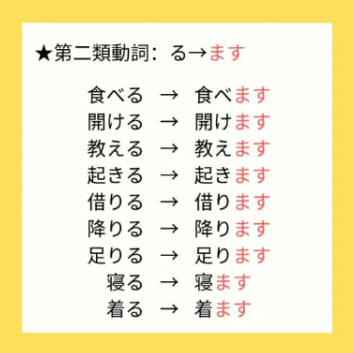 ★第二類動詞：る→ます
食べる → 食べます
開ける → 開けます
教える → 教えます
起きる → 起きます
借りる → 借ります
降りる → 降ります
足りる → 足ります
寝る → 寝ます
着る → 着ます